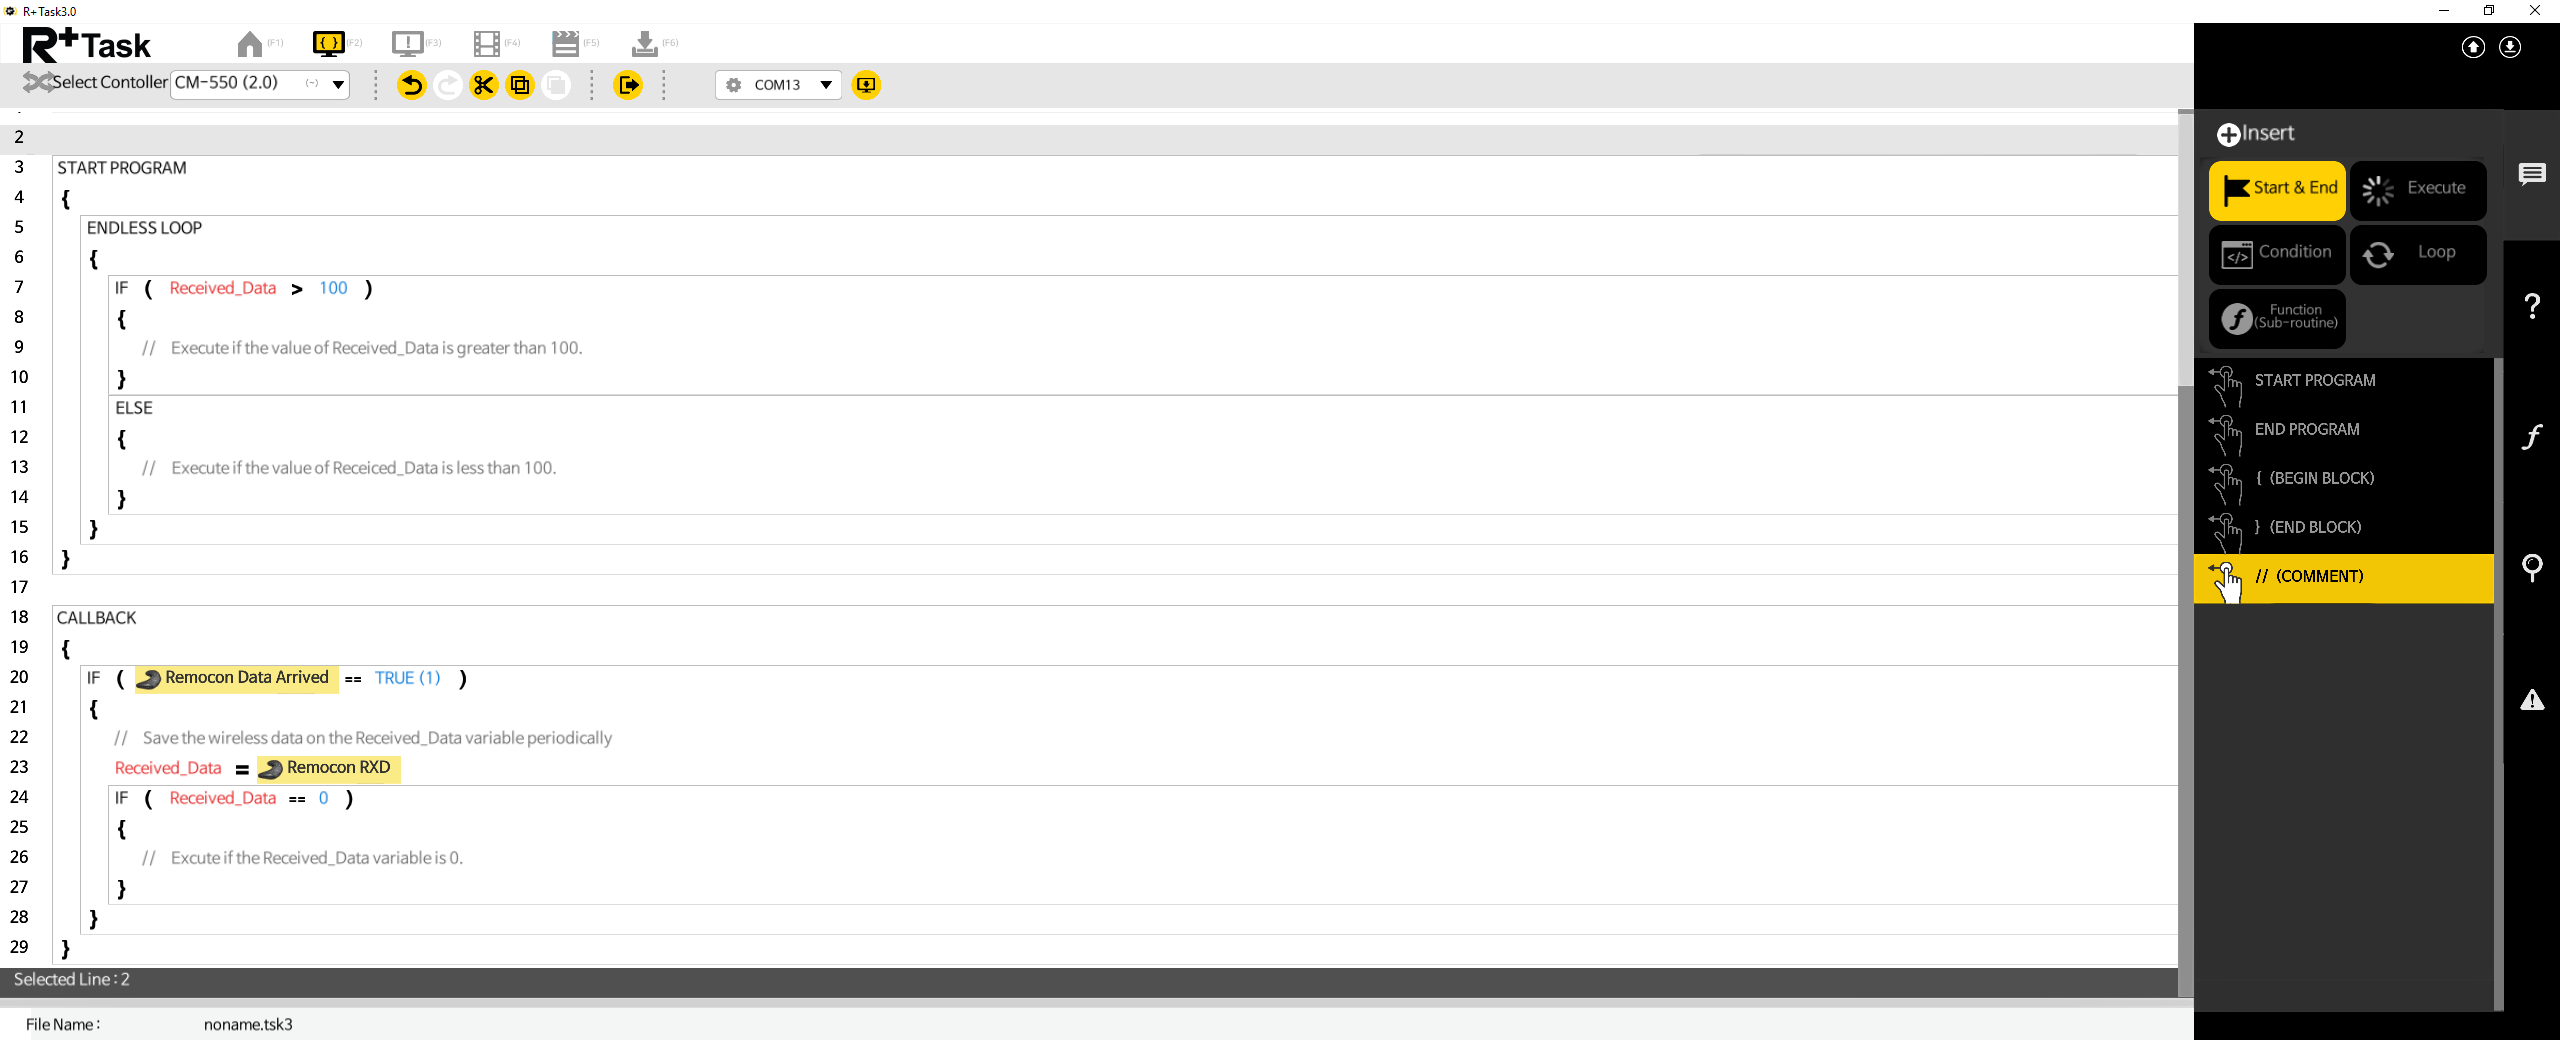 R+Task3.0
R+Task
(F1)
(F2)
(F3)
(F4)
(F5)
(F6)
Select Contoller
CM-550 (2.0)
(~)
COM13
2
3 START PROGRAM
4 {
5 ENDLESS LOOP
6 {
7 IF ( Received_Data > 100 )
8 {
9 // Execute if the value of Received_Data is greater than 100.
10 }
11 ELSE
12 {
13 // Execute if the value of Receiced_Data is less than 100.
14 }
15 }
16 }
17
18 CALLBACK
19 {
20 IF ( Remocon Data Arrived == TRUE (1) )
21 {
22 // Save the wireless data on the Received_Data variable periodically
23 Received_Data = Remocon RXD
24 IF ( Received_Data == 0 )
25 {
26 // Excute if the Received_Data variable is 0.
27 }
28 }
29 }
Selected Line : 2
File Name : noname.tsk3
Insert
Start & End
Execute
</> Condition
Loop
f Function
(Sub-routine)
START PROGRAM
END PROGRAM
{ (BEGIN BLOCK)
} (END BLOCK)
// (COMMENT)
?
f